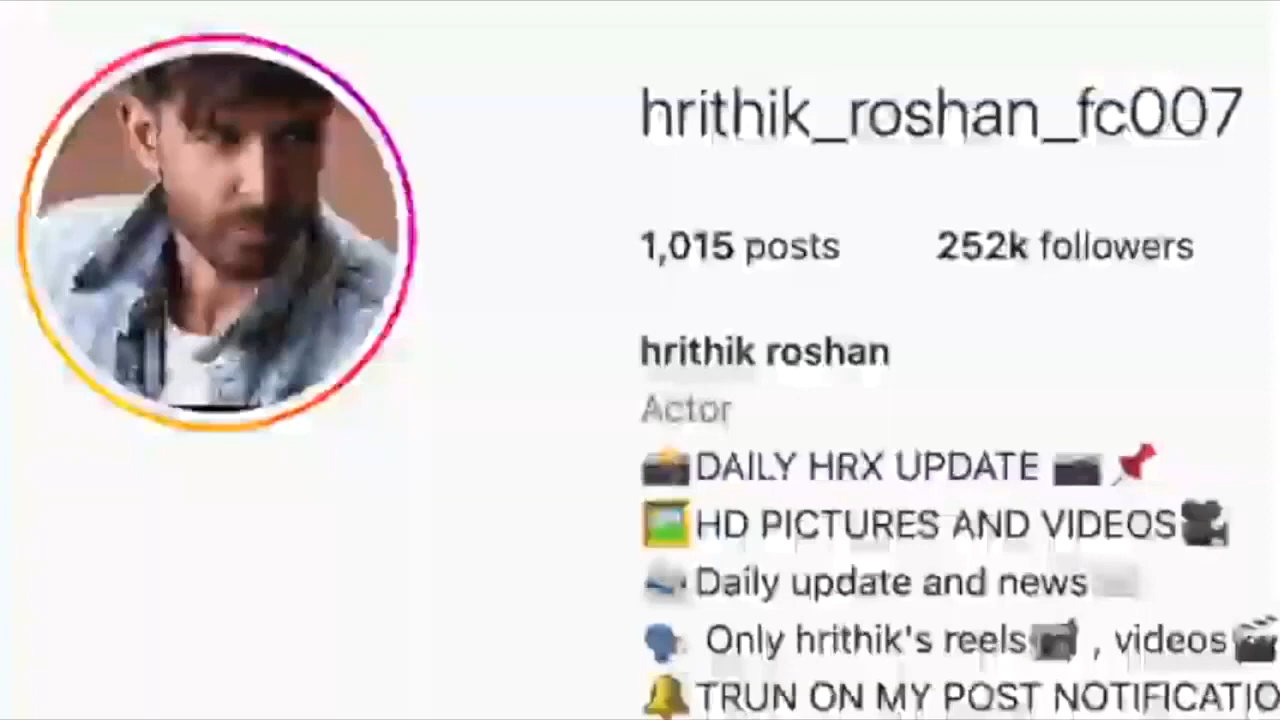 hrithik_roshan_fc007
1,015 posts 252k followers
hrithik roshan
Actor
DAILY HRX UPDATE
HD PICTURES AND VIDEOS
Daily update and news
Only hrithik's reels , videos
TRUN ON MY POST NOTIFICATIO